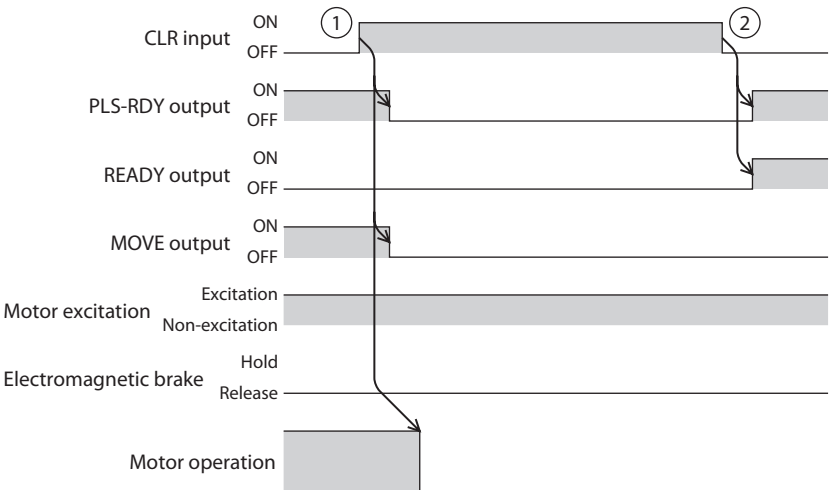 ① ②
CLR input ON
OFF
PLS-RDY output ON
OFF
READY output ON
OFF
MOVE output ON
OFF
Motor excitation Excitation
Non-excitation
Electromagnetic brake Hold
Release
Motor operation